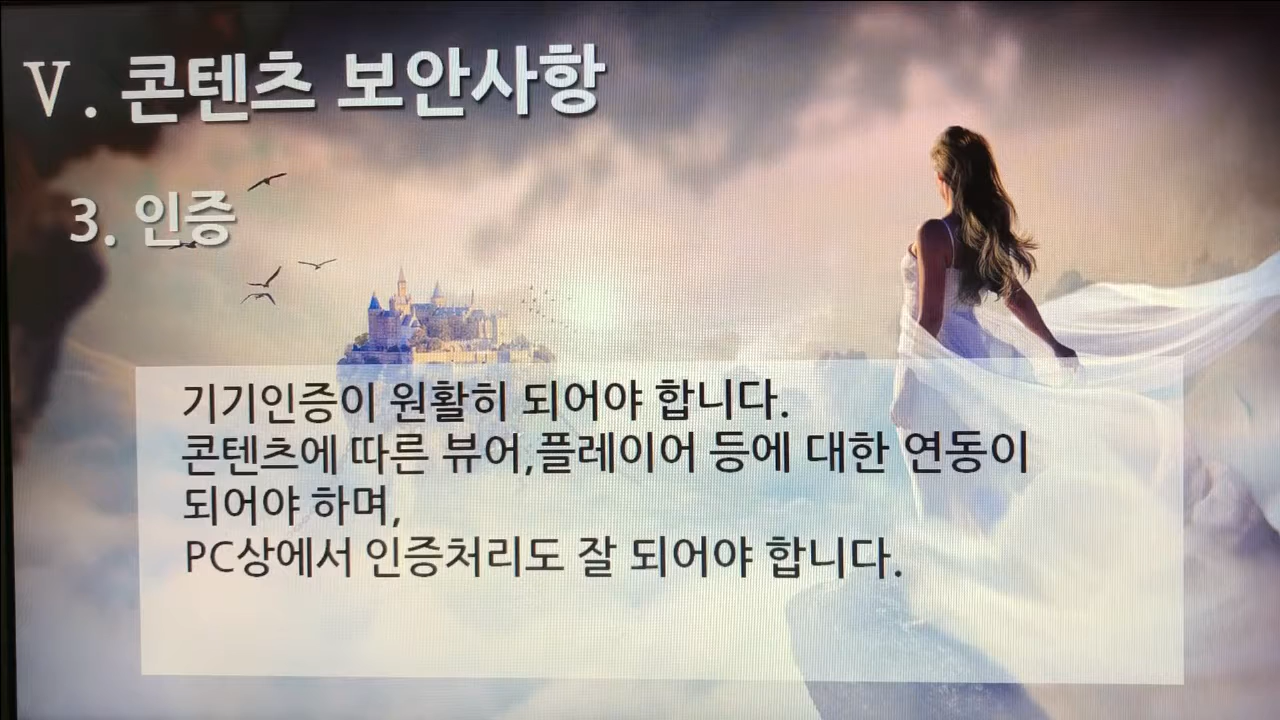 Ⅴ. 콘텐츠 보안사항
3. 인증
기기인증이 원활히 되어야 합니다.
콘텐츠에 따른 뷰어,플레이어 등에 대한 연동이
되어야 하며,
PC상에서 인증처리도 잘 되어야 합니다.